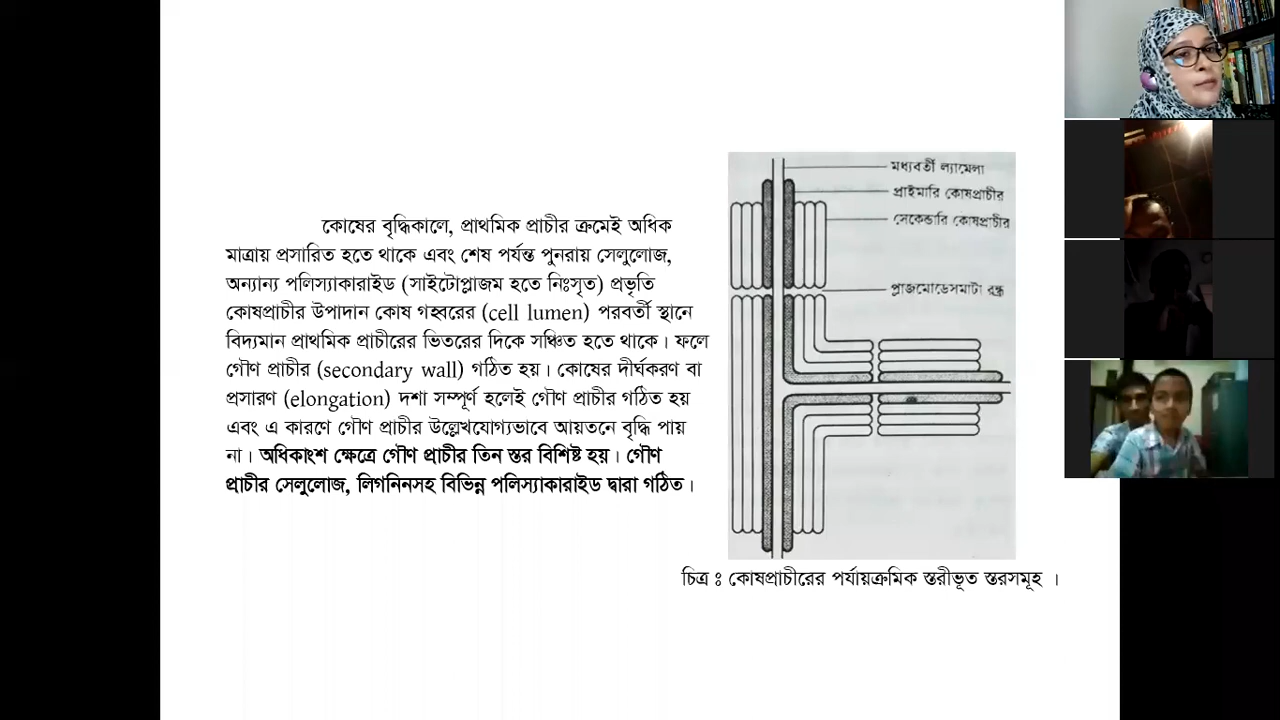 কোষের বৃদ্ধিকালে, প্রাথমিক প্রাচীর ক্রমেই অধিক
মাত্রায় প্রসারিত হতে থাকে এবং শেষ পর্যন্ত পুনরায় সেলুলোজ,
অন্যান্য পলিস্যাকারাইড (সাইটোপ্লাজম হতে নিঃসৃত) প্রভৃতি
কোষপ্রাচীর উপাদান কোষ গহ্বরের (cell lumen) পরবর্তী স্থানে
বিদ্যমান প্রাথমিক প্রাচীরের ভিতরের দিকে সঞ্চিত হতে থাকে। ফলে
গৌণ প্রাচীর (secondary wall) গঠিত হয়। কোষের দীর্ঘকরণ বা
প্রসারণ (elongation) দশা সম্পূর্ণ হলেই গৌণ প্রাচীর গঠিত হয়
এবং এ কারণে গৌণ প্রাচীর উল্লেখযোগ্যভাবে আয়তনে বৃদ্ধি পায়
না। অধিকাংশ ক্ষেত্রে গৌণ প্রাচীর তিন স্তর বিশিষ্ট হয়। গৌণ
প্রাচীর সেলুলোজ, লিগনিনসহ বিভিন্ন পলিস্যাকারাইড দ্বারা গঠিত।
মধ্যবর্তী ল্যামেলা
প্রাইমারি কোষপ্রাচীর
সেকেন্ডারি কোষপ্রাচীর
প্লাজমোডেসমাটা রন্ধ্র
চিত্র ঃ কোষপ্রাচীরের পর্যায়ক্রমিক স্তরীভূত স্তরসমূহ ।